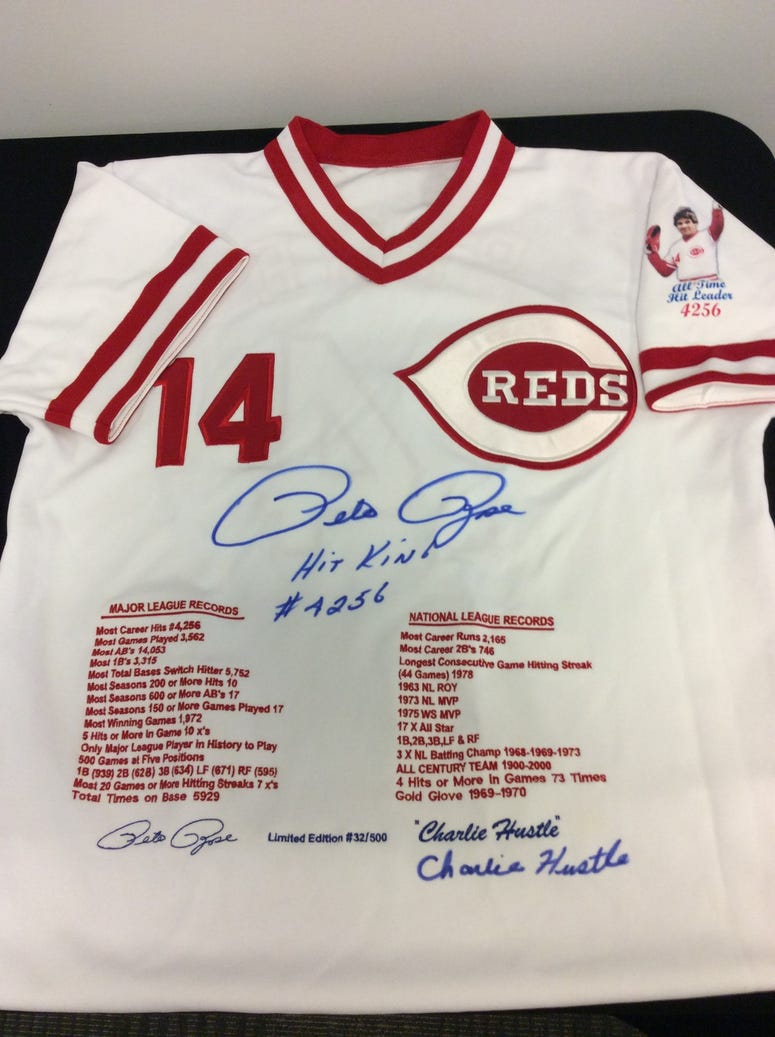 All Time
Hit Leader
4256
14
REDS
14
REDS
Pete Rose
Hit King
#4256
MAJOR LEAGUE RECORDS
Most Career Hits #4,256
Most Games Played 3,562
Most AB's 14,053
Most 1B's 3,315
Most Total Bases Switch Hitter 5,752
Most Seasons 200 or More Hits 10
Most Seasons 600 or More AB's 17
Most Seasons 150 or More Games Played 17
Most Winning Games 1,972
5 Hits or More in Game 10 x's
Only Major League Player in History to Play
500 Games at Five Positions
1B (939) 2B (628) 3B (634) LF (671) RF (595)
Most 20 Games or More Hitting Streaks 7 x's
Total Times on Base 5929
NATIONAL LEAGUE RECORDS
Most Career Runs 2,165
Most Career 2B's 746
Longest Consecutive Game Hitting Streak
(44 Games) 1978
1963 NL ROY
1973 NL MVP
1975 WS MVP
17 X All Star
1B,2B,3B,LF & RF
3 X NL Batting Champ 1968-1969-1973
ALL CENTURY TEAM 1900-2000
4 Hits or More In Games 73 Times
Gold Glove 1969-1970
Pete Rose
Limited Edition #32/500
"Charlie Hustle"
Charlie Hustle